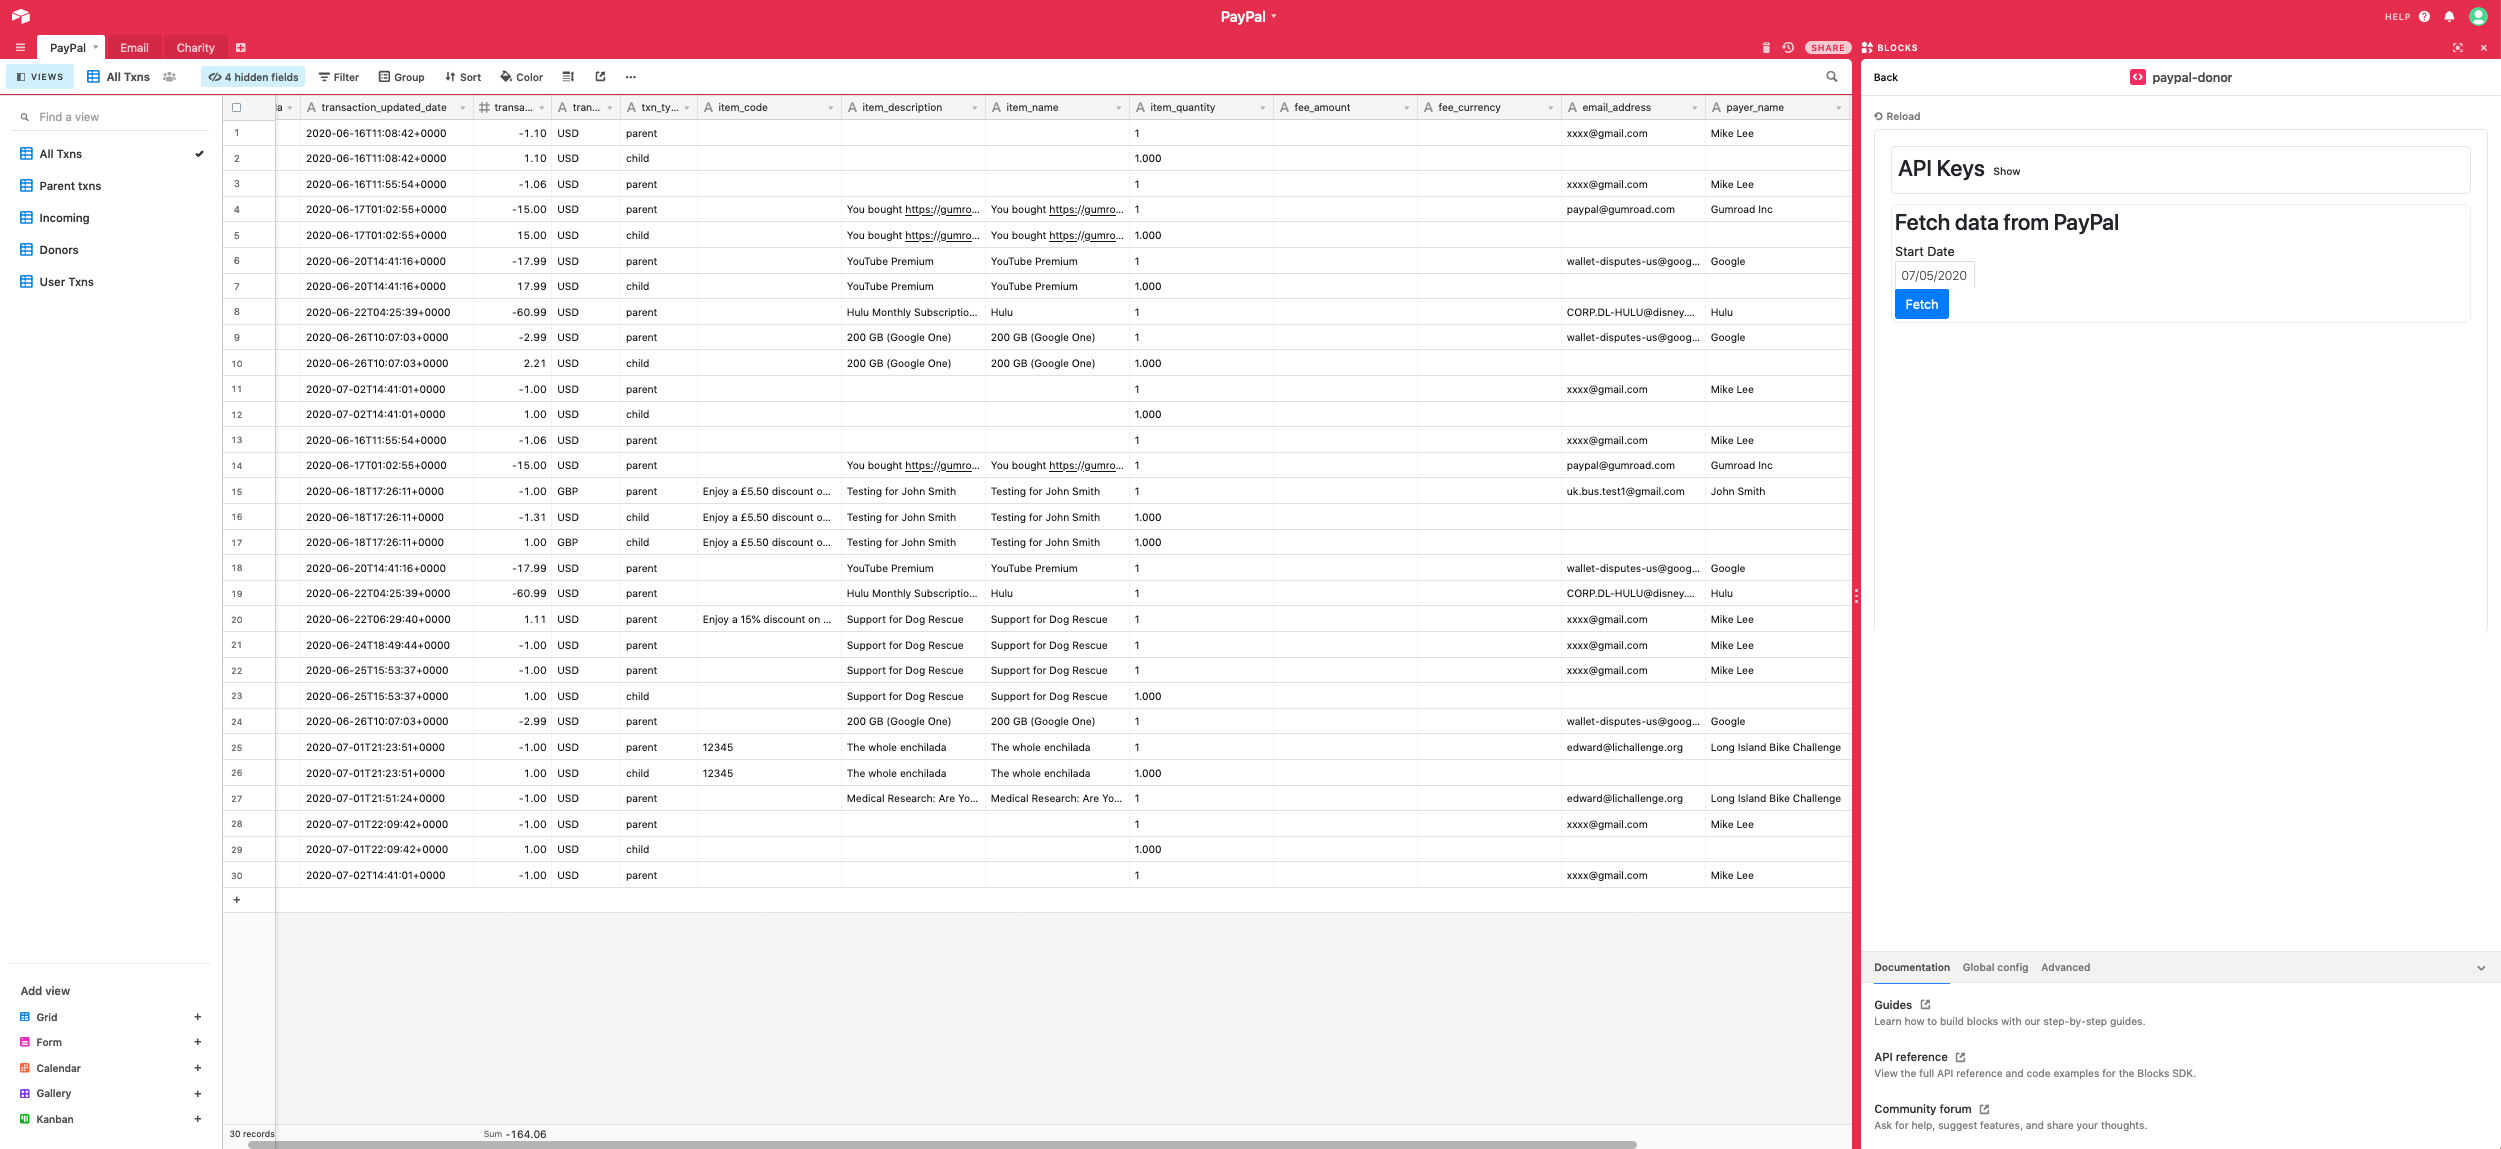 PayPal
HELP
PayPal Email Charity
SHARE BLOCKS
VIEWS All Txns 4 hidden fields Filter Group Sort Color ...
Back paypal-donor
Find a view
All Txns
Parent txns
Incoming
Donors
User Txns
Add view
Grid +
Form +
Calendar +
Gallery +
Kanban +
ia transaction_updated_date transa... tran... txn_ty... item_code item_description item_name item_quantity fee_amount fee_currency email_address payer_name
1 2020-06-16T11:08:42+0000 -1.10 USD parent 1 xxxx@gmail.com Mike Lee
2 2020-06-16T11:08:42+0000 1.10 USD child 1.000
3 2020-06-16T11:55:54+0000 -1.06 USD parent 1 xxxx@gmail.com Mike Lee
4 2020-06-17T01:02:55+0000 -15.00 USD parent You bought https://gumro... You bought https://gumro... 1 paypal@gumroad.com Gumroad Inc
5 2020-06-17T01:02:55+0000 15.00 USD child You bought https://gumro... You bought https://gumro... 1.000
6 2020-06-20T14:41:16+0000 -17.99 USD parent YouTube Premium YouTube Premium 1 wallet-disputes-us@goog... Google
7 2020-06-20T14:41:16+0000 17.99 USD child YouTube Premium YouTube Premium 1.000
8 2020-06-22T04:25:39+0000 -60.99 USD parent Hulu Monthly Subscriptio... Hulu 1 CORP.DL-HULU@disney.... Hulu
9 2020-06-26T10:07:03+0000 -2.99 USD parent 200 GB (Google One) 200 GB (Google One) 1 wallet-disputes-us@goog... Google
10 2020-06-26T10:07:03+0000 2.21 USD child 200 GB (Google One) 200 GB (Google One) 1.000
11 2020-07-02T14:41:01+0000 -1.00 USD parent 1 xxxx@gmail.com Mike Lee
12 2020-07-02T14:41:01+0000 1.00 USD child 1.000
13 2020-06-16T11:55:54+0000 -1.06 USD parent 1 xxxx@gmail.com Mike Lee
14 2020-06-17T01:02:55+0000 -15.00 USD parent You bought https://gumro... You bought https://gumro... 1 paypal@gumroad.com Gumroad Inc
15 2020-06-18T17:26:11+0000 -1.00 GBP parent Enjoy a £5.50 discount o... Testing for John Smith Testing for John Smith 1 uk.bus.test1@gmail.com John Smith
16 2020-06-18T17:26:11+0000 -1.31 USD child Enjoy a £5.50 discount o... Testing for John Smith Testing for John Smith 1.000
17 2020-06-18T17:26:11+0000 1.00 GBP child Enjoy a £5.50 discount o... Testing for John Smith Testing for John Smith 1.000
18 2020-06-20T14:41:16+0000 -17.99 USD parent YouTube Premium YouTube Premium 1 wallet-disputes-us@goog... Google
19 2020-06-22T04:25:39+0000 -60.99 USD parent Hulu Monthly Subscriptio... Hulu 1 CORP.DL-HULU@disney.... Hulu
20 2020-06-22T06:29:40+0000 1.11 USD parent Enjoy a 15% discount on ... Support for Dog Rescue Support for Dog Rescue 1 xxxx@gmail.com Mike Lee
21 2020-06-24T18:49:44+0000 -1.00 USD parent Support for Dog Rescue Support for Dog Rescue 1 xxxx@gmail.com Mike Lee
22 2020-06-25T15:53:37+0000 -1.00 USD parent Support for Dog Rescue Support for Dog Rescue 1 xxxx@gmail.com Mike Lee
23 2020-06-25T15:53:37+0000 1.00 USD child Support for Dog Rescue Support for Dog Rescue 1.000
24 2020-06-26T10:07:03+0000 -2.99 USD parent 200 GB (Google One) 200 GB (Google One) 1 wallet-disputes-us@goog... Google
25 2020-07-01T21:23:51+0000 -1.00 USD parent 12345 The whole enchilada The whole enchilada 1 edward@lichallenge.org Long Island Bike Challenge
26 2020-07-01T21:23:51+0000 1.00 USD child 12345 The whole enchilada The whole enchilada 1.000
27 2020-07-01T21:51:24+0000 -1.00 USD parent Medical Research: Are Yo... Medical Research: Are Yo... 1 edward@lichallenge.org Long Island Bike Challenge
28 2020-07-01T22:09:42+0000 -1.00 USD parent 1 xxxx@gmail.com Mike Lee
29 2020-07-01T22:09:42+0000 1.00 USD child 1.000
30 2020-07-02T14:41:01+0000 -1.00 USD parent 1 xxxx@gmail.com Mike Lee
+
30 records Sum -164.06
Reload
API Keys Show
Fetch data from PayPal
Start Date
07/05/2020
Fetch
Documentation Global config Advanced
Guides
Learn how to build blocks with our step-by-step guides.
API reference
View the full API reference and code examples for the Blocks SDK.
Community forum
Ask for help, suggest features, and share your thoughts.